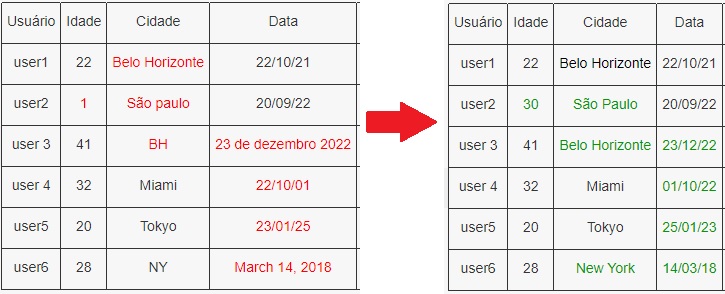 Usuário Idade Cidade Data
user1 22 Belo Horizonte 22/10/21
user2 1 São paulo 20/09/22
user 3 41 BH 23 de dezembro 2022
user 4 32 Miami 22/10/01
user5 20 Tokyo 23/01/25
user6 28 NY March 14, 2018
Usuário Idade Cidade Data
user1 22 Belo Horizonte 22/10/21
user2 30 São Paulo 20/09/22
user 3 41 Belo Horizonte 23/12/22
user 4 32 Miami 01/10/22
user5 20 Tokyo 25/01/23
user6 28 New York 14/03/18